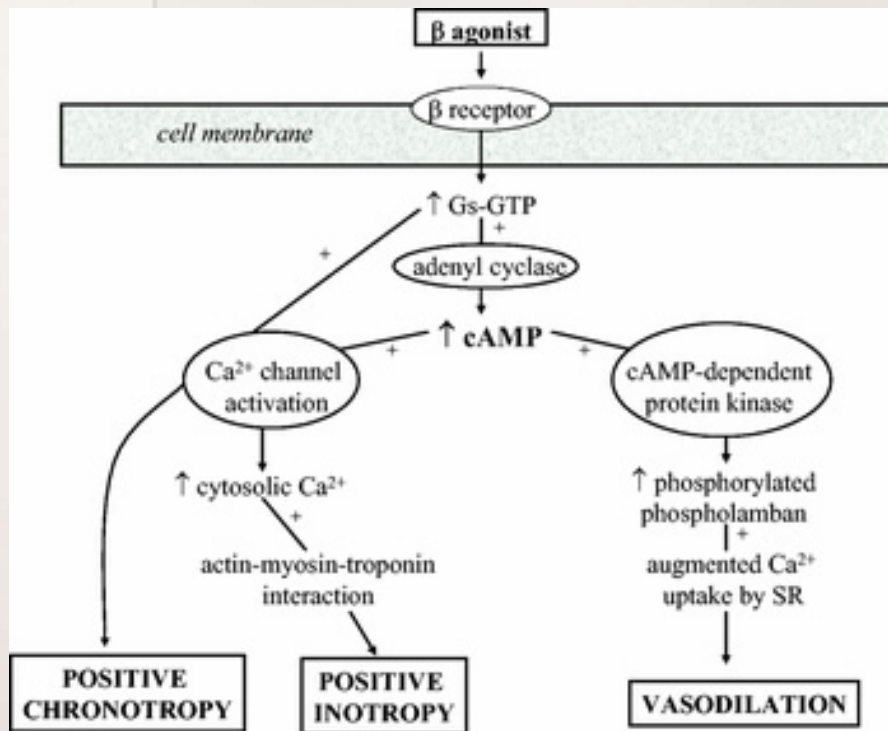 β agonist
β receptor
cell membrane
↑ Gs-GTP
+
+
adenyl cyclase
↑ cAMP
+
+
Ca²⁺ channel
activation
cAMP-dependent
protein kinase
↑ cytosolic Ca²⁺
+
↑ phosphorylated
phospholamban
+
actin-myosin-troponin
interaction
augmented Ca²⁺
uptake by SR
POSITIVE
CHRONOTROPY
POSITIVE
INOTROPY
VASODILATION